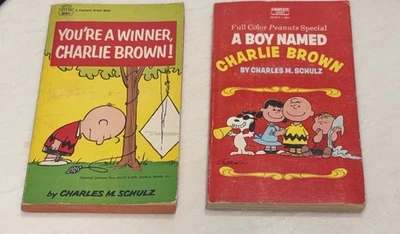 YOU'RE A WINNER,
CHARLIE BROWN!
by CHARLES M. SCHULZ
Full Color Peanuts Special
A BOY NAMED
CHARLIE BROWN
BY CHARLES M. SCHULZ